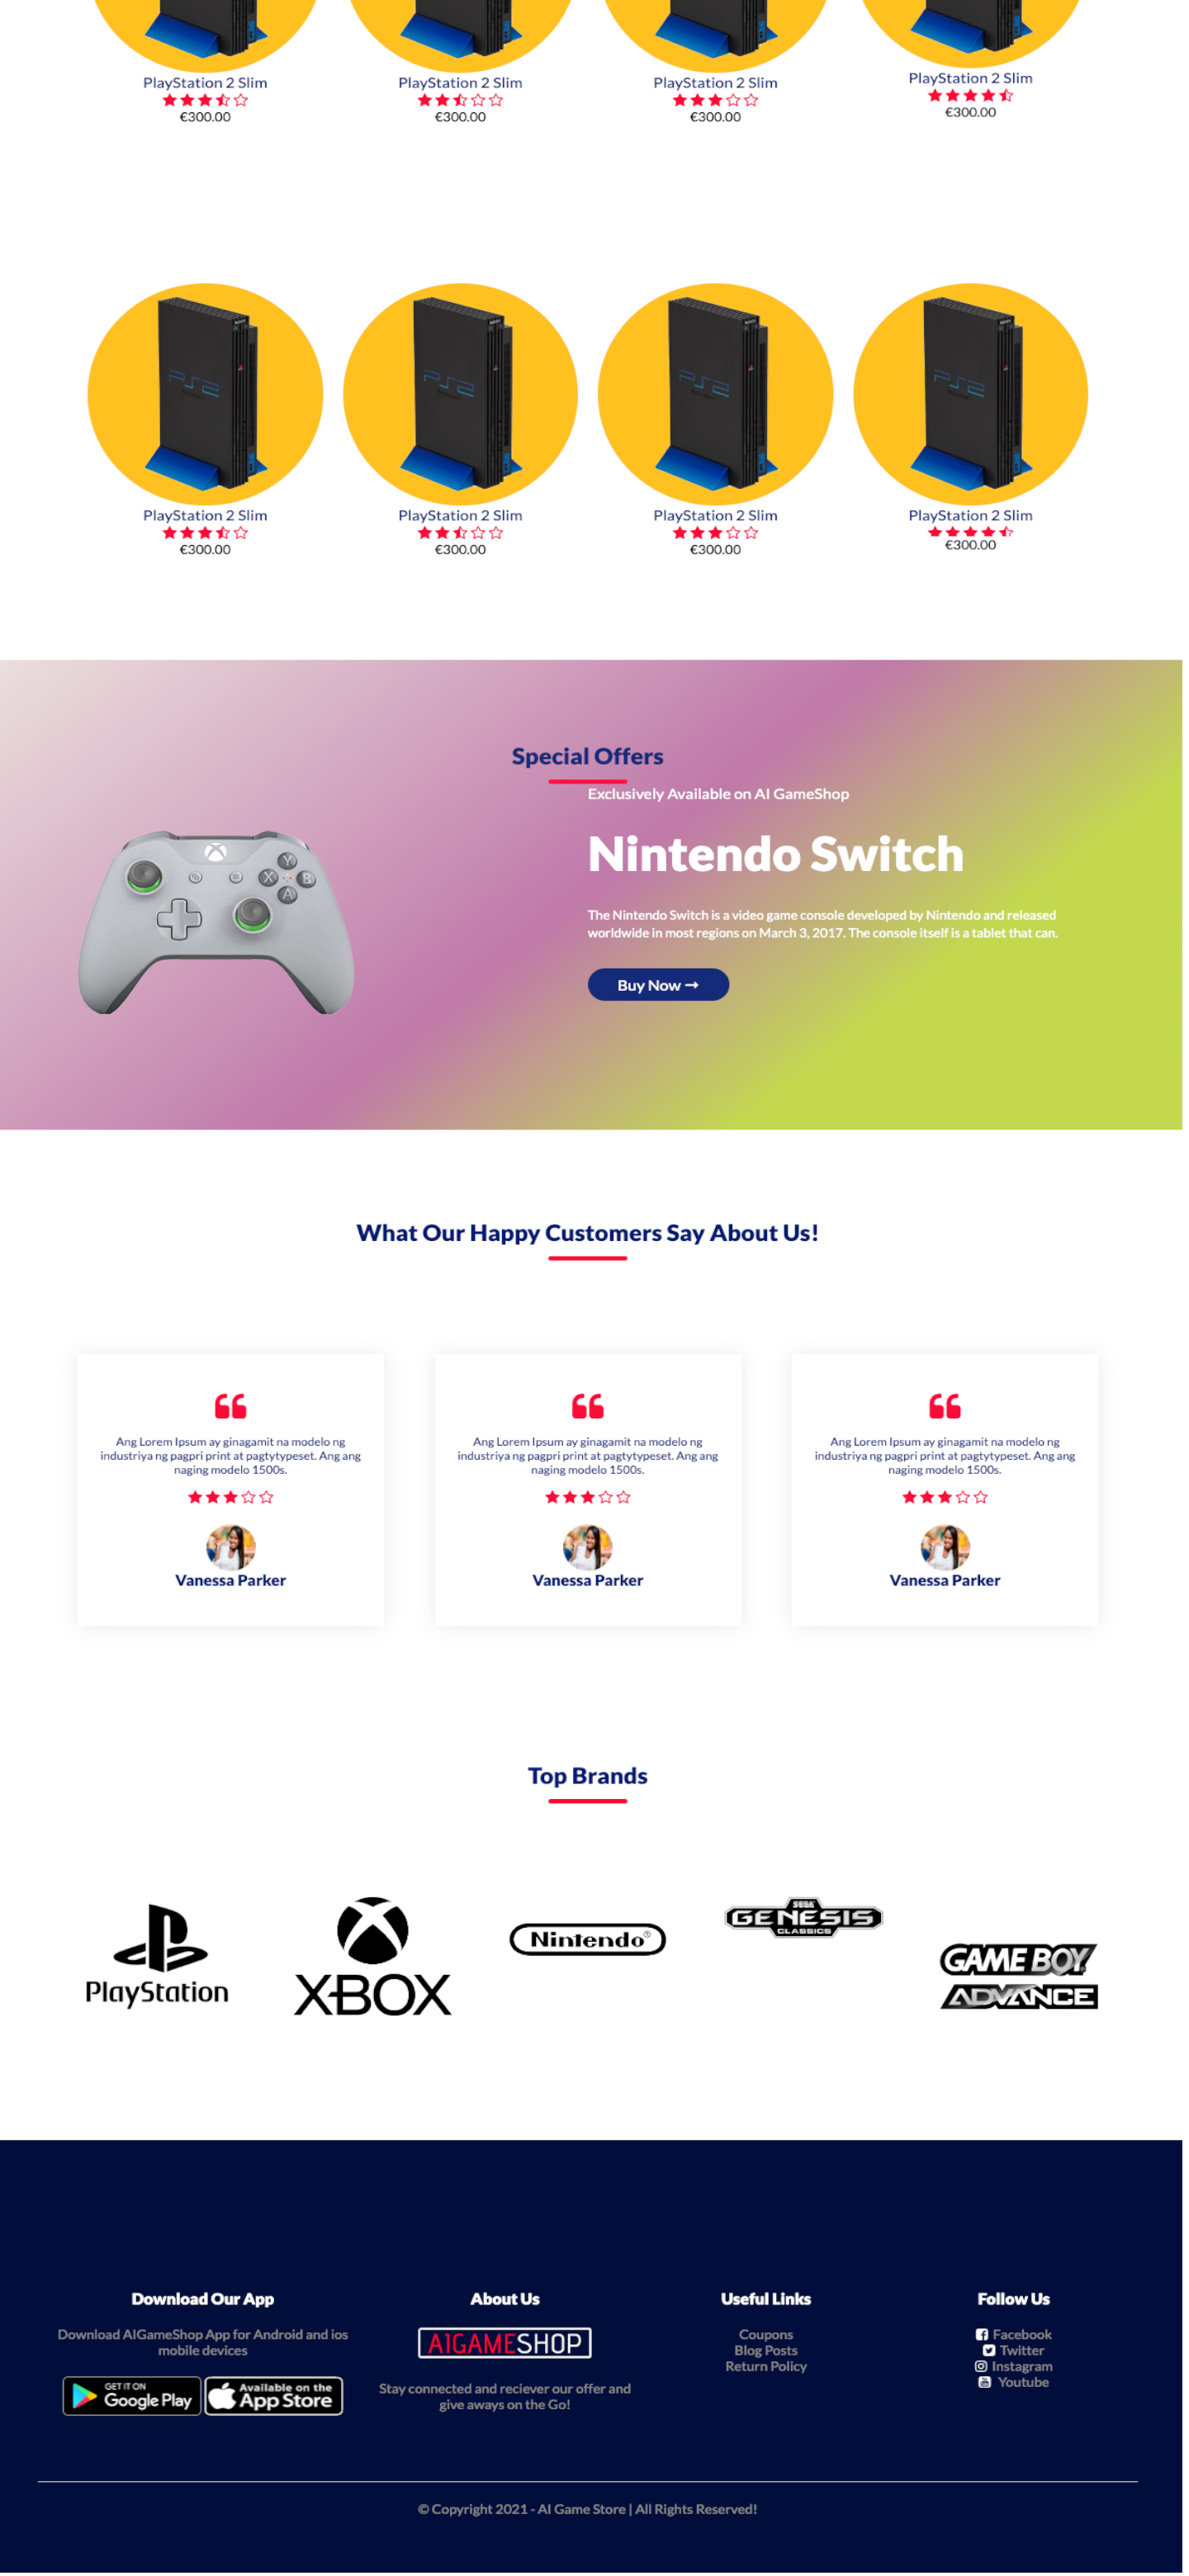 PlayStation 2 Slim
€300.00
PlayStation 2 Slim
€300.00
PlayStation 2 Slim
€300.00
PlayStation 2 Slim
€300.00
PS2
PlayStation 2 Slim
€300.00
PS2
PlayStation 2 Slim
€300.00
PS2
PlayStation 2 Slim
€300.00
PS2
PlayStation 2 Slim
€300.00
Special Offers
Y
X B
A
Exclusively Available on AI GameShop
Nintendo Switch
The Nintendo Switch is a video game console developed by Nintendo and released
worldwide in most regions on March 3, 2017. The console itself is a tablet that can.
Buy Now →
What Our Happy Customers Say About Us!
Ang Lorem Ipsum ay ginagamit na modelo ng
industriya ng pagpri print at pagtytypeset. Ang ang
naging modelo 1500s.
Vanessa Parker
Ang Lorem Ipsum ay ginagamit na modelo ng
industriya ng pagpri print at pagtytypeset. Ang ang
naging modelo 1500s.
Vanessa Parker
Ang Lorem Ipsum ay ginagamit na modelo ng
industriya ng pagpri print at pagtytypeset. Ang ang
naging modelo 1500s.
Vanessa Parker
Top Brands
PlayStation
XBOX
Nintendo®
SEGA
GENESIS
CLASSICS
GAME BOY
ADVANCE
Download Our App
Download AIGameShop App for Android and ios
mobile devices
GET IT ON
Google Play
Available on the
App Store
About Us
AIGAMESHOP
Stay connected and reciever our offer and
give aways on the Go!
Useful Links
Coupons
Blog Posts
Return Policy
Follow Us
Facebook
Twitter
Instagram
Youtube
© Copyright 2021 - AI Game Store | All Rights Reserved!